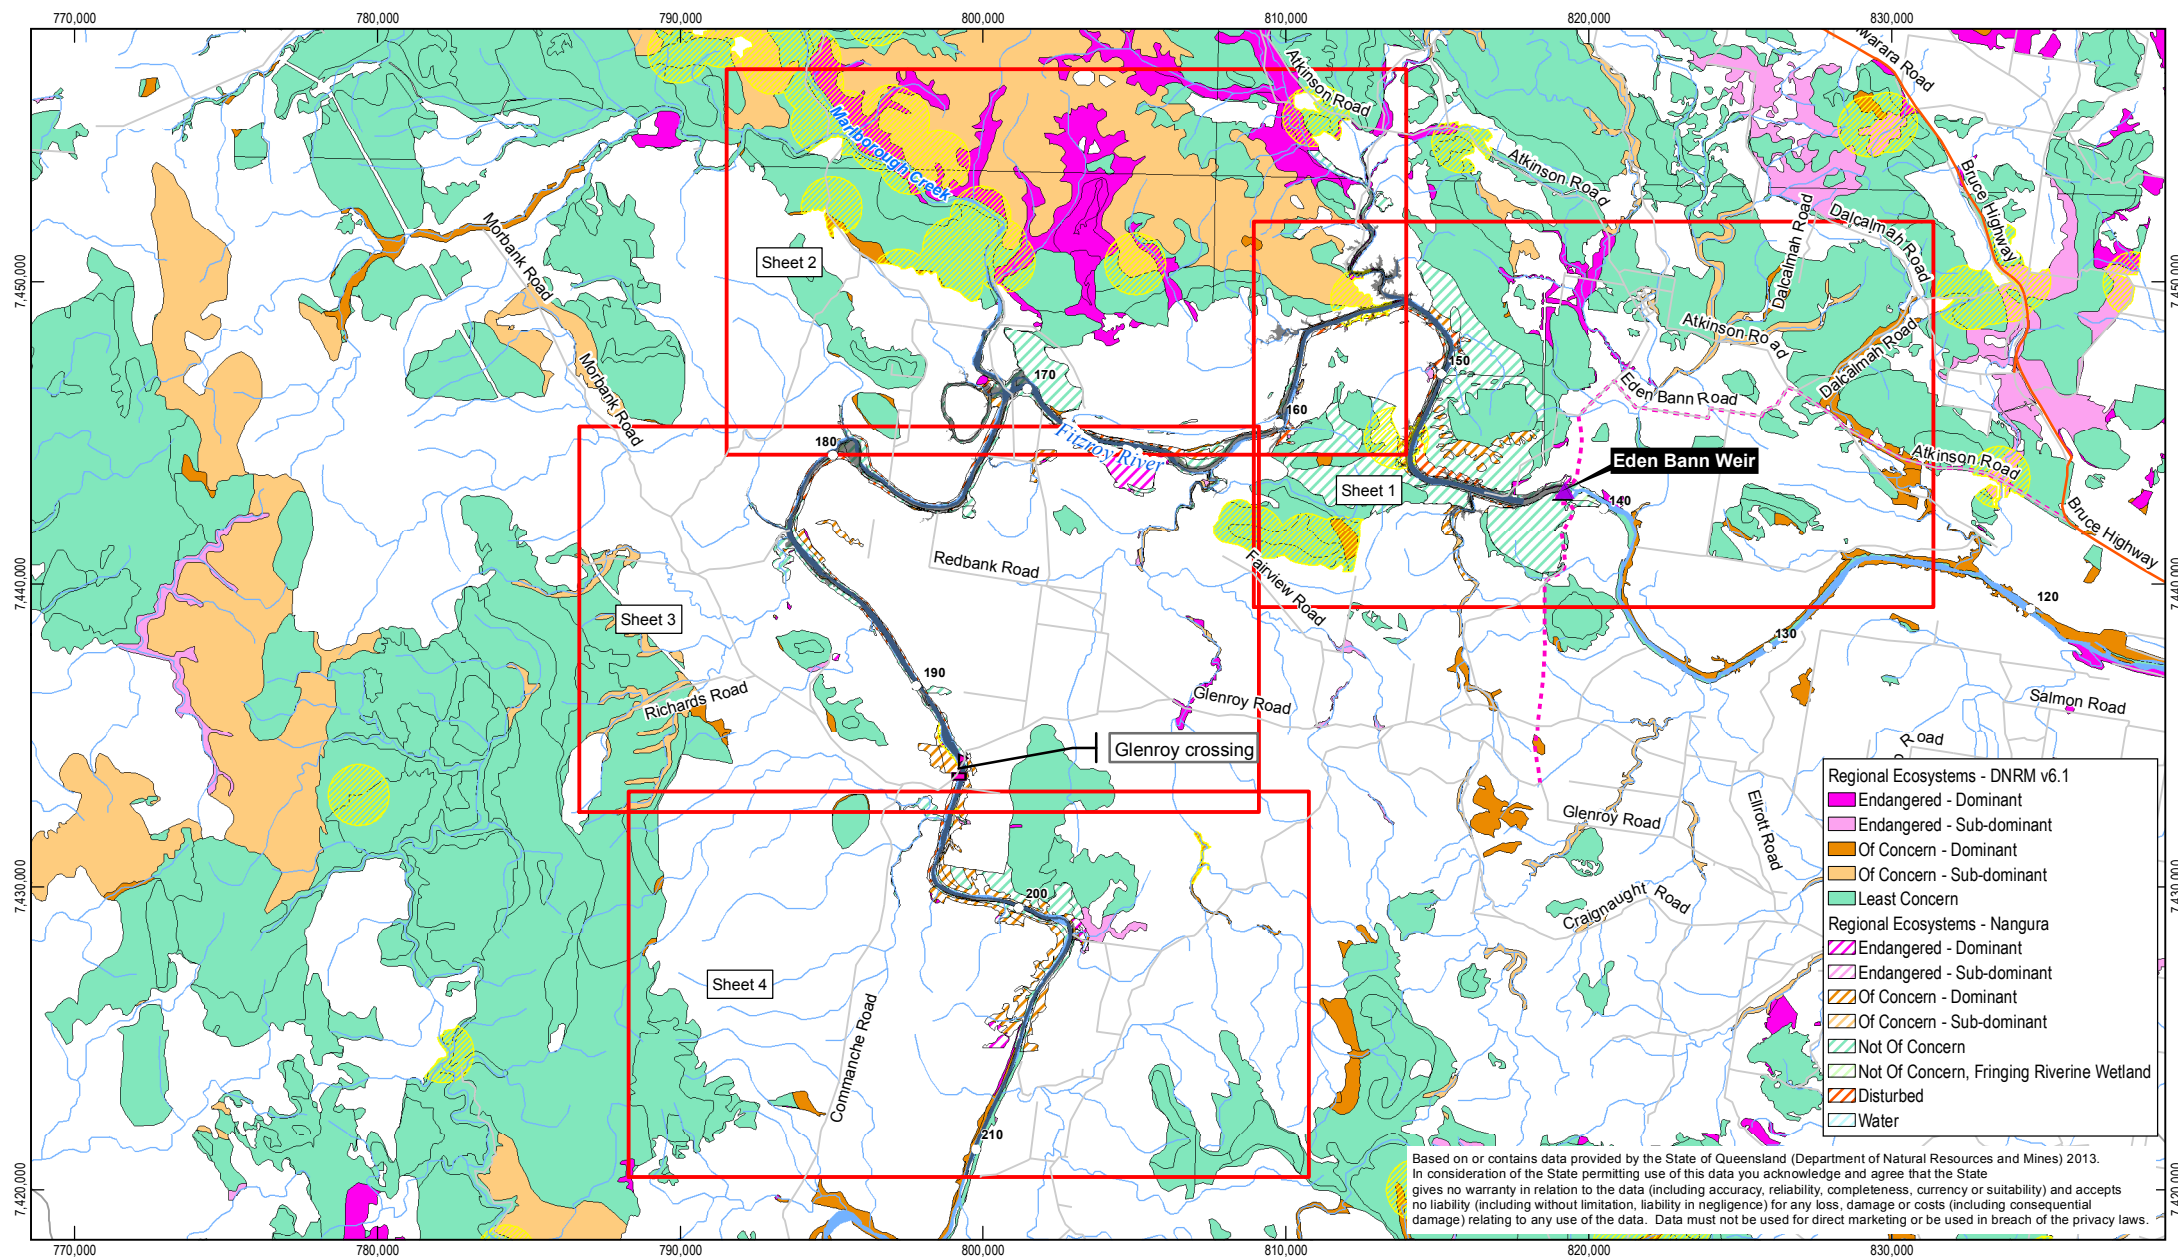 770,000
780,000
790,000
800,000
810,000
820,000
830,000
warara Road
Atkinson Road
Marlborough Creek
Atkinson Road
Bruce Highway
Dalcalmah Road
Dalcalmah Road
Morbank Road
Sheet 2
7,450,000
7,450,000
Atkinson Road
Dalcalmah Road
Morbank Road
150
170
Eden Bann Road
160
Fitzroy River
180
Eden Bann Weir
Atkinson Road
Sheet 1
140
Bruce Highway
Redbank Road
Fairview Road
7,440,000
7,440,000
Sheet 3
120
130
190
Richards Road
Glenroy Road
Salmon Road
Road
Glenroy crossing
Ellrott Road
Glenroy Road
7,430,000
7,430,000
200
Craignaught Road
Sheet 4
Commanche Road
210
7,420,000
7,420,000
Regional Ecosystems - DNRM v6.1
Endangered - Dominant
Endangered - Sub-dominant
Of Concern - Dominant
Of Concern - Sub-dominant
Least Concern
Regional Ecosystems - Nangura
Endangered - Dominant
Endangered - Sub-dominant
Of Concern - Dominant
Of Concern - Sub-dominant
Not Of Concern
Not Of Concern, Fringing Riverine Wetland
Disturbed
Water
Based on or contains data provided by the State of Queensland (Department of Natural Resources and Mines) 2013.
In consideration of the State permitting use of this data you acknowledge and agree that the State
gives no warranty in relation to the data (including accuracy, reliability, completeness, currency or suitability) and accepts
no liability (including without limitation, liability in negligence) for any loss, damage or costs (including consequential
damage) relating to any use of the data. Data must not be used for direct marketing or be used in breach of the privacy laws.
770,000
780,000
790,000
800,000
810,000
820,000
830,000